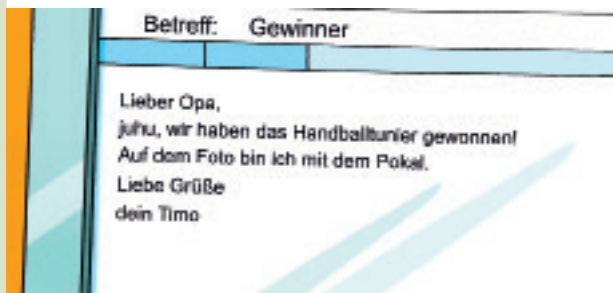 Betreff: Gewinner
Lieber Opa,
juhu, wir haben das Handballtunier gewonnen!
Auf dem Foto bin ich mit dem Pokal.
Liebe Grüße
dein Timo